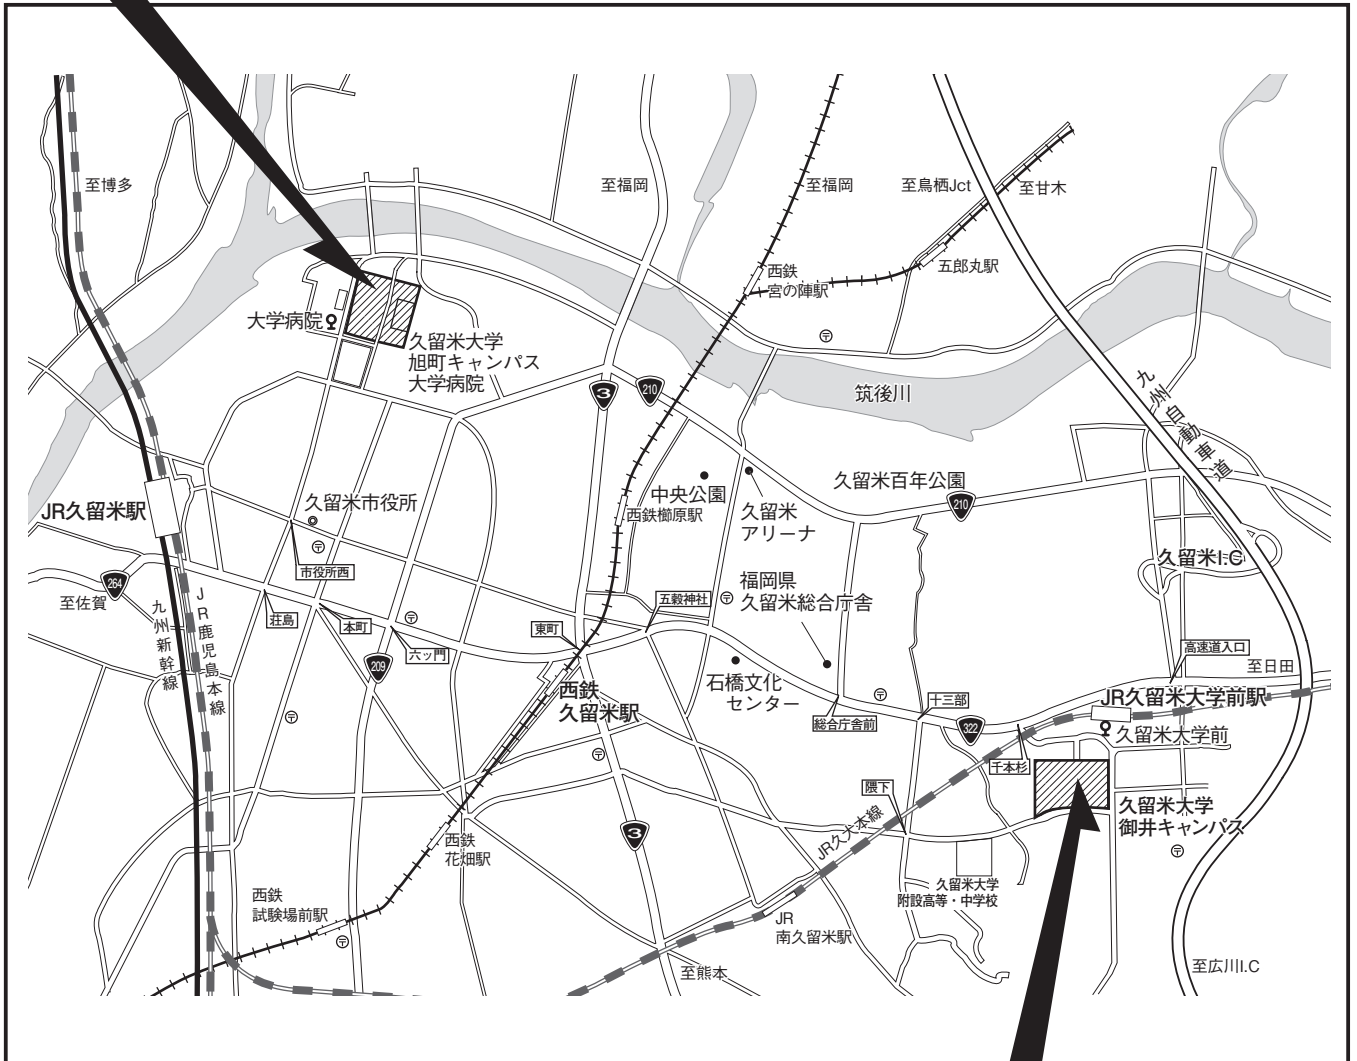 至博多
至福岡
至福岡
至鳥栖Jct
至甘木
西鉄
宮の陣駅
五郎丸駅
大学病院
久留米大学
旭町キャンパス
大学病院
3
210
筑後川
九州自動車道
JR久留米駅
久留米市役所
中央公園
西鉄櫛原駅
久留米
アリーナ
久留米百年公園
210
市役所西
久留米I.C
264
至佐賀
九州新幹線
JR鹿児島本線
荘島
本町
六ッ門
209
東町
五穀神社
福岡県
久留米総合庁舎
西鉄
久留米駅
石橋文化
センター
総合庁舎前
十三部
322
高速道入口
至日田
JR久留米大学前駅
久留米大学前
千本杉
隈下
久留米大学
御井キャンパス
3
JR久大本線
西鉄
花畑駅
西鉄
試験場前駅
久留米大学
附設高等・中学校
JR
南久留米駅
至熊本
至広川I.C